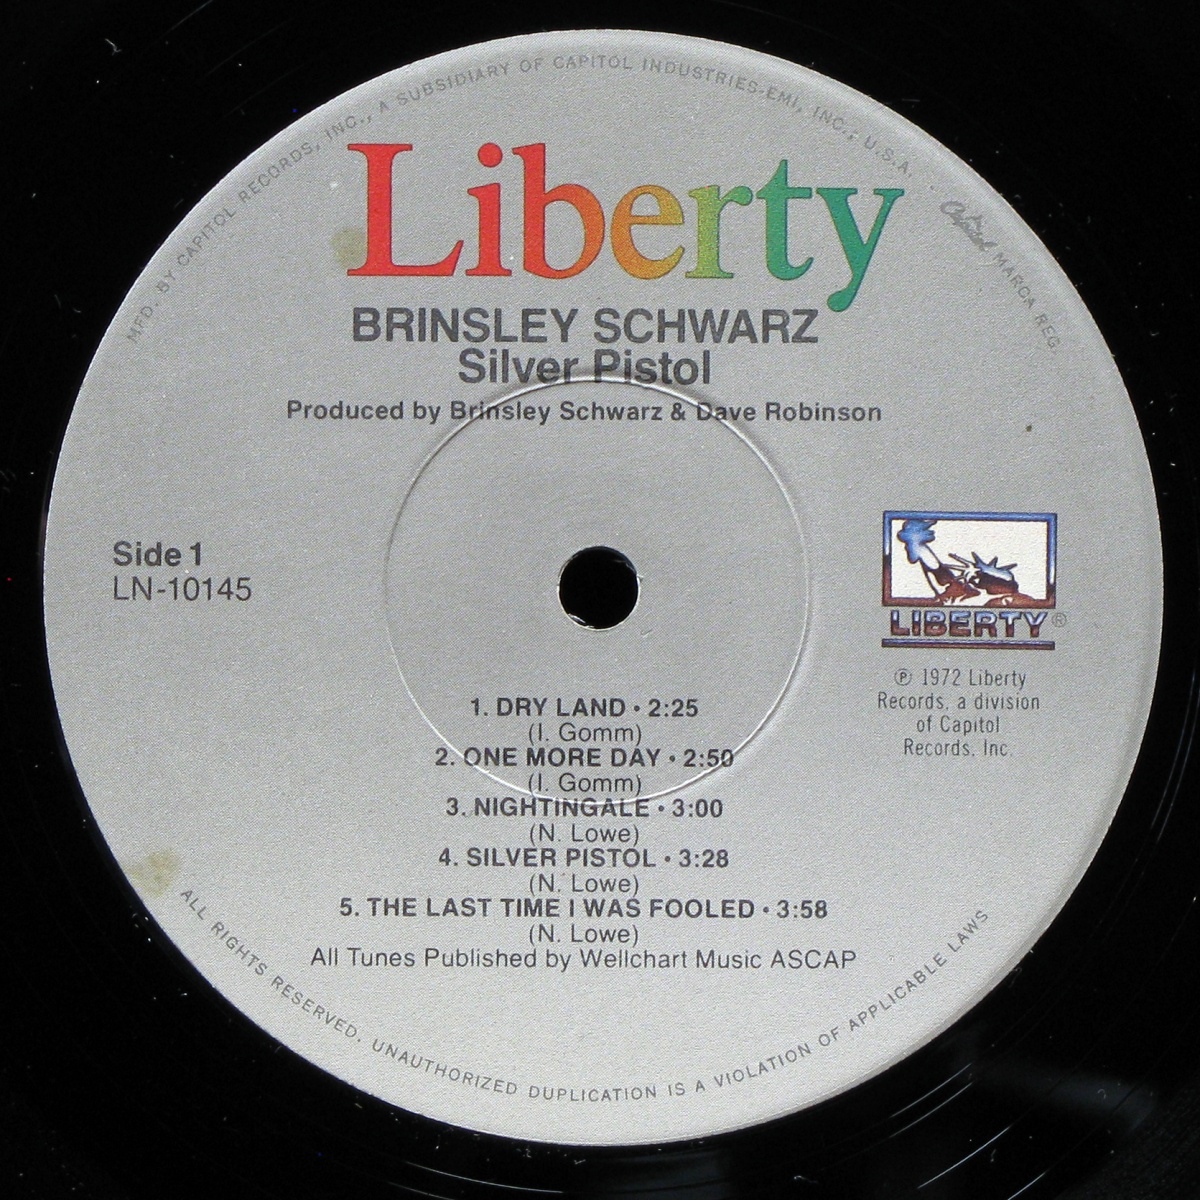 MFD. BY CAPITOL RECORDS, INC., A SUBSIDIARY OF CAPITOL INDUSTRIES-EMI, INC., U.S.A. . Capitol MARCA REG.
Liberty
BRINSLEY SCHWARZ
Silver Pistol
Produced by Brinsley Schwarz & Dave Robinson
Side 1
LN-10145
LIBERTY®
℗ 1972 Liberty
Records, a division
of Capitol
Records, Inc.
1. DRY LAND • 2:25
(I. Gomm)
2. ONE MORE DAY • 2:50
(I. Gomm)
3. NIGHTINGALE • 3:00
(N. Lowe)
4. SILVER PISTOL • 3:28
(N. Lowe)
5. THE LAST TIME I WAS FOOLED • 3:58
(N. Lowe)
All Tunes Published by Wellchart Music ASCAP
ALL RIGHTS RESERVED. UNAUTHORIZED DUPLICATION IS A VIOLATION OF APPLICABLE LAWS